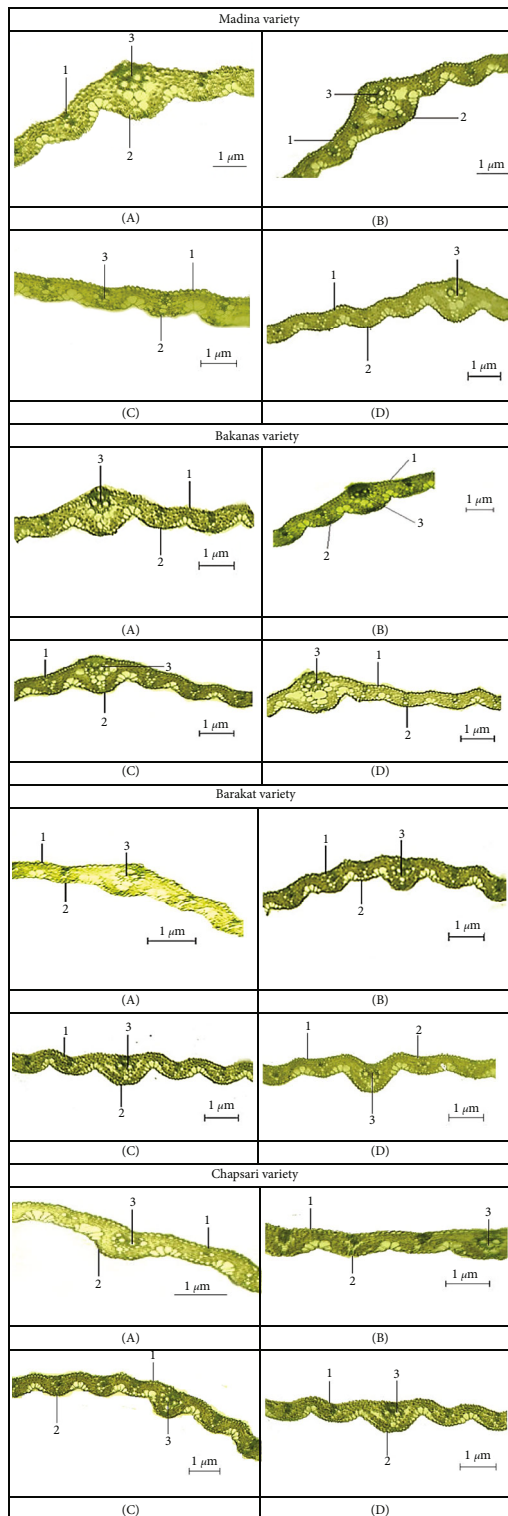 Madina variety
3
1
2
1 μm
3
1
2
1 μm
(A)
(B)
3
1
2
1 μm
3
1
2
1 μm
(C)
(D)
Bakanas variety
3
1
2
1 μm
1
3
2
1 μm
(A)
(B)
1
3
2
1 μm
3
1
2
1 μm
(C)
(D)
Barakat variety
1
3
2
1 μm
1
3
2
1 μm
(A)
(B)
1
3
2
1 μm
1
2
3
1 μm
(C)
(D)
Chapsari variety
3
1
2
1 μm
1
3
2
1 μm
(A)
(B)
1
2
3
1 μm
1
3
2
1 μm
(C)
(D)